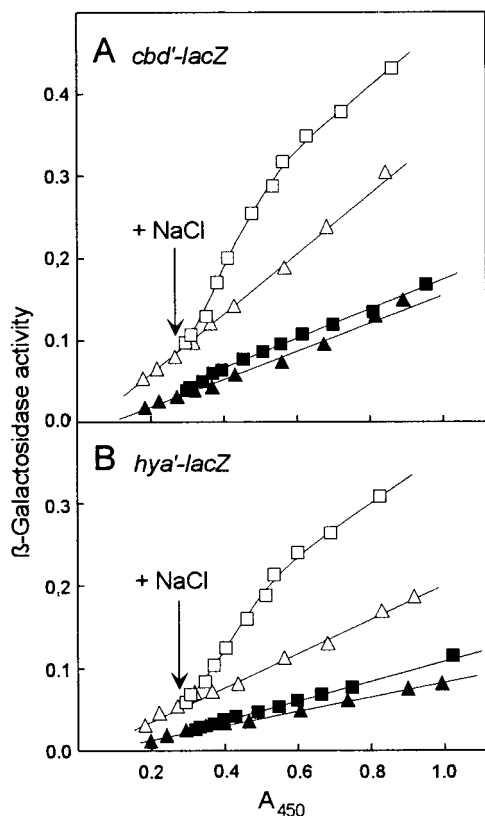 A cbd'-lacZ
0.4
0.3
0,2
0.1
0.0
+ NaCl
B hya'-lacZ
0.3
0.2
0.1
0.0
+ NaCl
0.2 0.4 0.6 0.8 1.0
A450
ß-Galactosidase activity